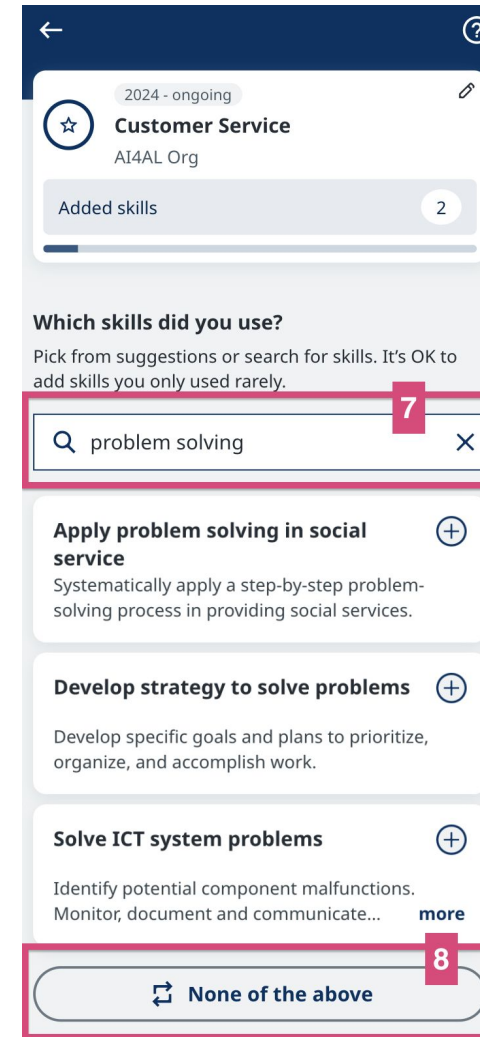 2024 - ongoing
Customer Service
AI4AL Org
Added skills 2
Which skills did you use?
Pick from suggestions or search for skills. It's OK to
add skills you only used rarely.
7
problem solving
Apply problem solving in social
service
Systematically apply a step-by-step problem-
solving process in providing social services.
Develop strategy to solve problems
Develop specific goals and plans to prioritize,
organize, and accomplish work.
Solve ICT system problems
Identify potential component malfunctions.
Monitor, document and communicate... more
8
None of the above